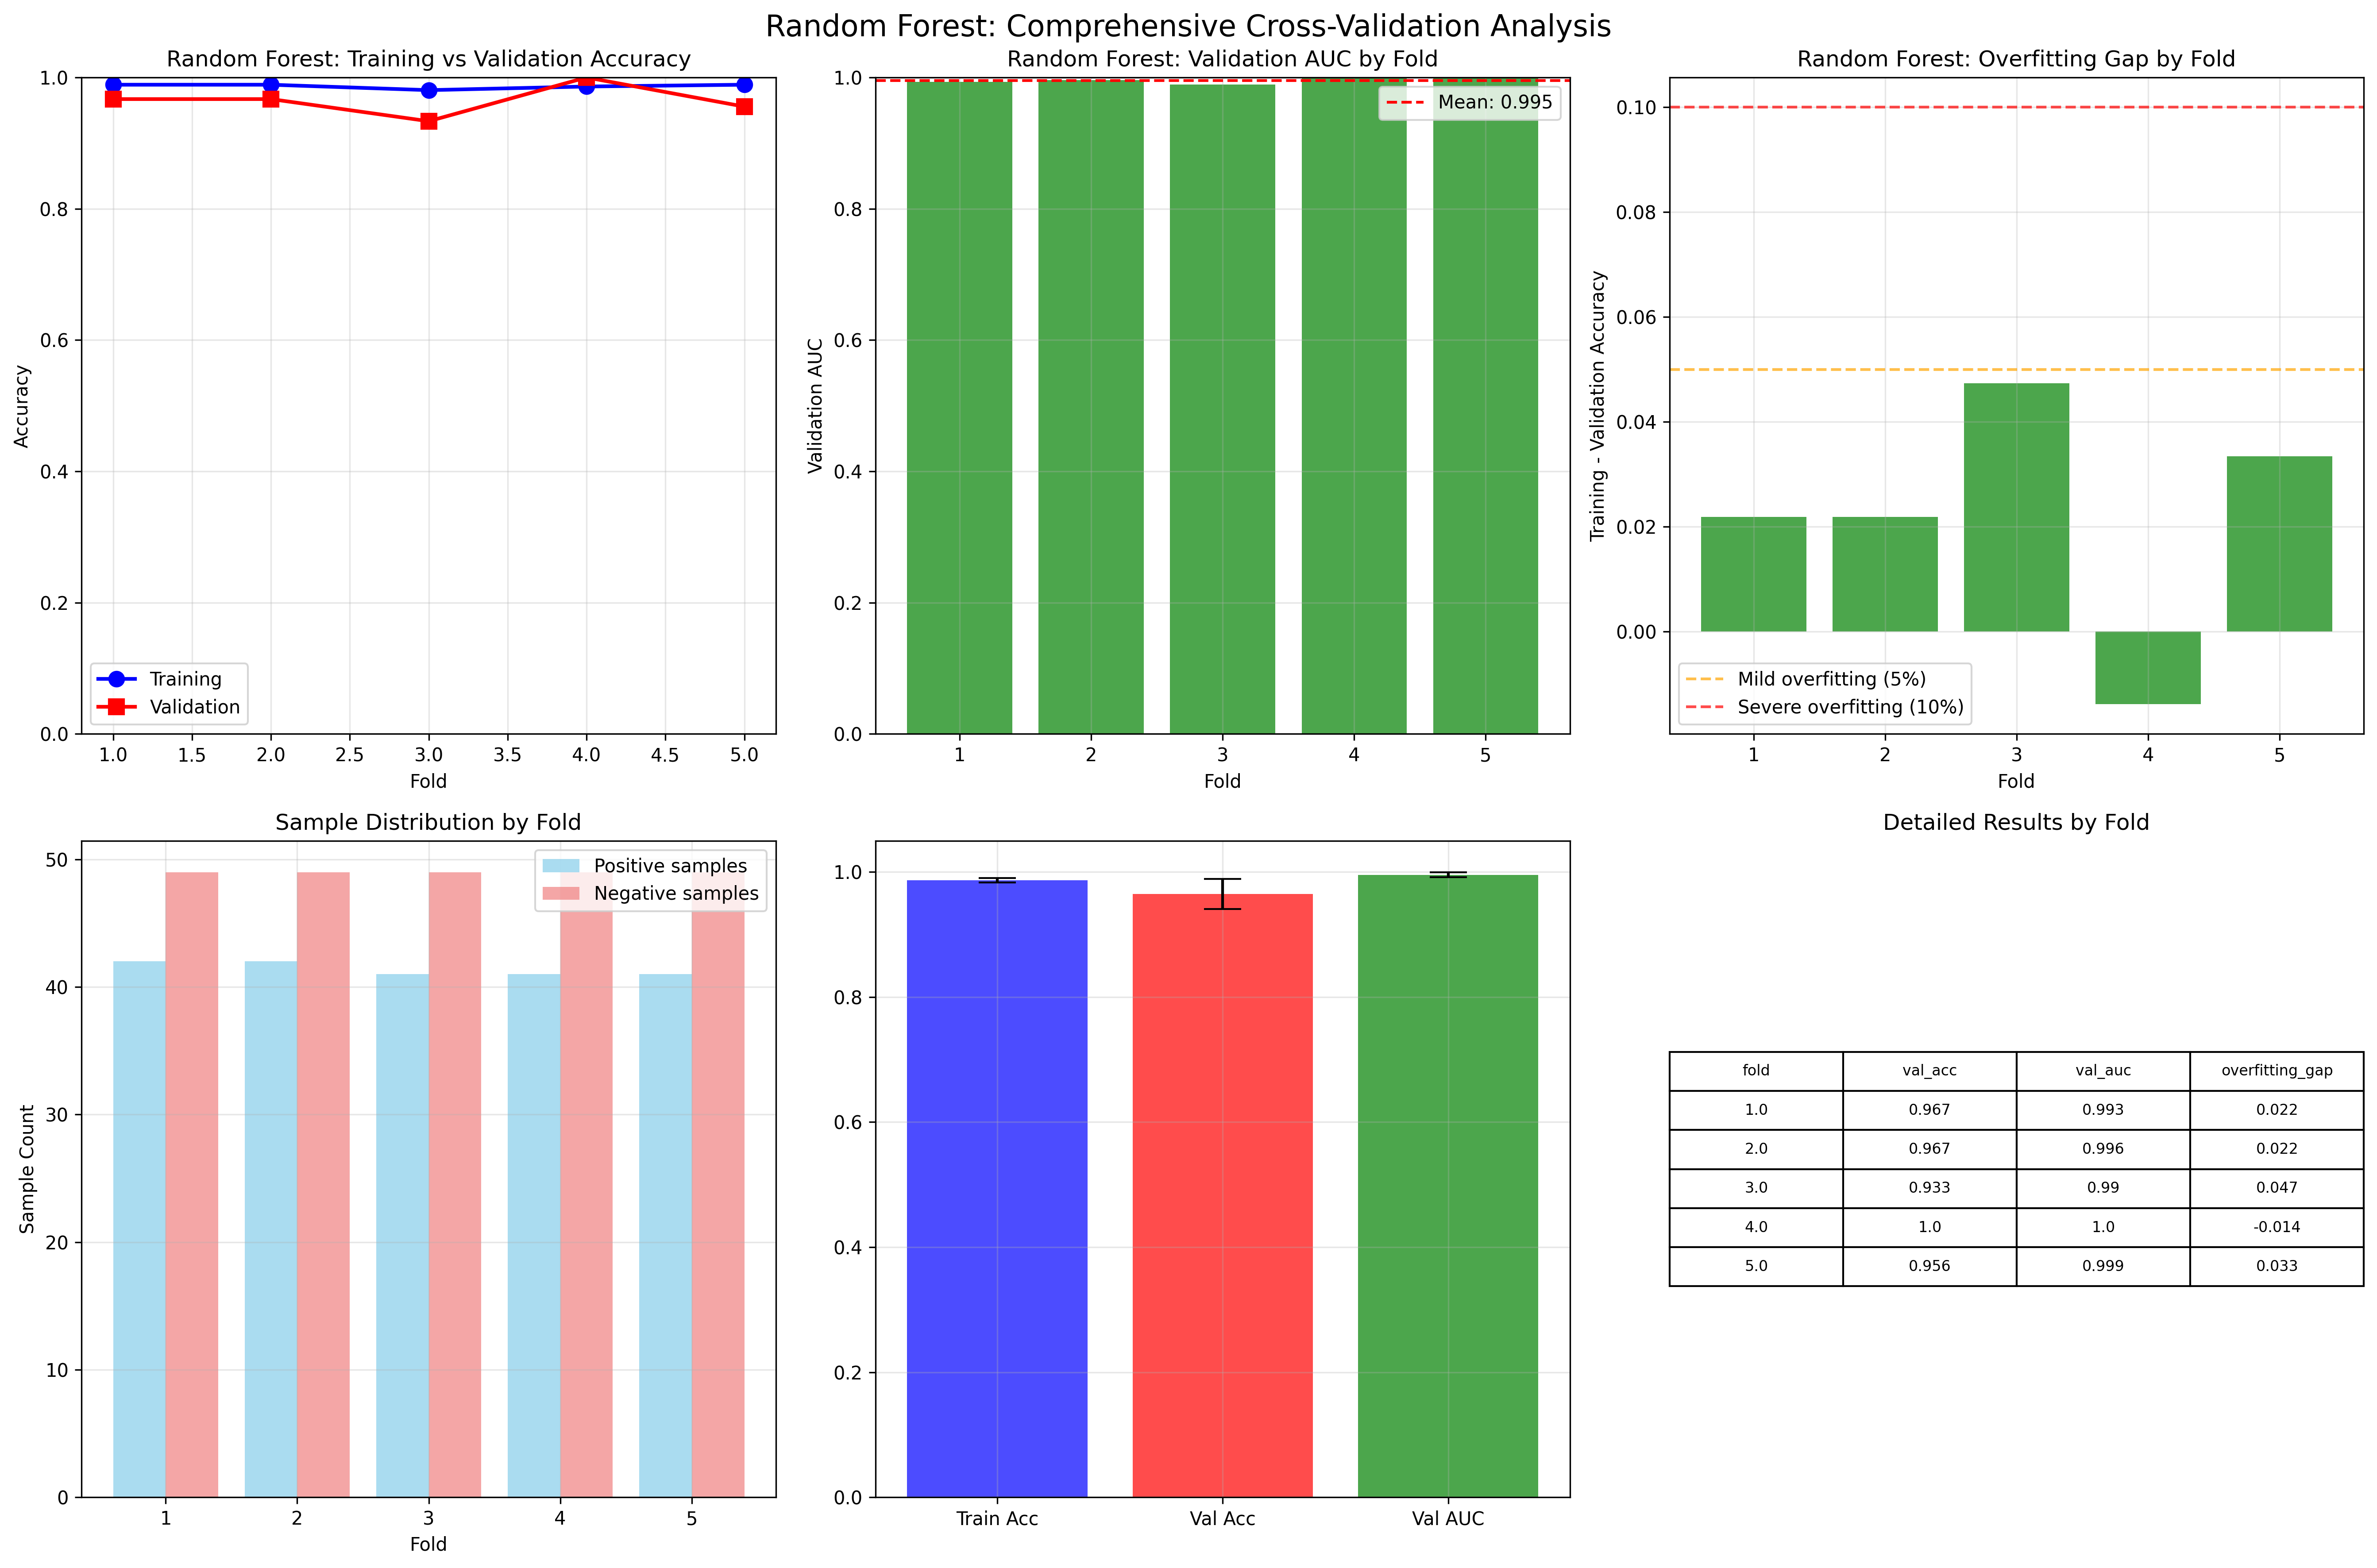 Random Forest: Comprehensive Cross-Validation Analysis
Random Forest: Training vs Validation Accuracy
1.0
0.8
0.6
0.4
0.2
0.0
Accuracy
Training
Validation
1.0 1.5 2.0 2.5 3.0 3.5 4.0 4.5 5.0
Fold
Random Forest: Validation AUC by Fold
1.0
0.8
0.6
0.4
0.2
0.0
Validation AUC
Mean: 0.995
1 2 3 4 5
Fold
Random Forest: Overfitting Gap by Fold
0.10
0.08
0.06
0.04
0.02
0.00
Training - Validation Accuracy
Mild overfitting (5%)
Severe overfitting (10%)
1 2 3 4 5
Fold
Sample Distribution by Fold
50
40
30
20
10
0
Sample Count
Positive samples
Negative samples
1 2 3 4 5
Fold
1.0
0.8
0.6
0.4
0.2
0.0
Train Acc Val Acc Val AUC
Detailed Results by Fold
fold val_acc val_auc overfitting_gap
1.0 0.967 0.993 0.022
2.0 0.967 0.996 0.022
3.0 0.933 0.99 0.047
4.0 1.0 1.0 -0.014
5.0 0.956 0.999 0.033